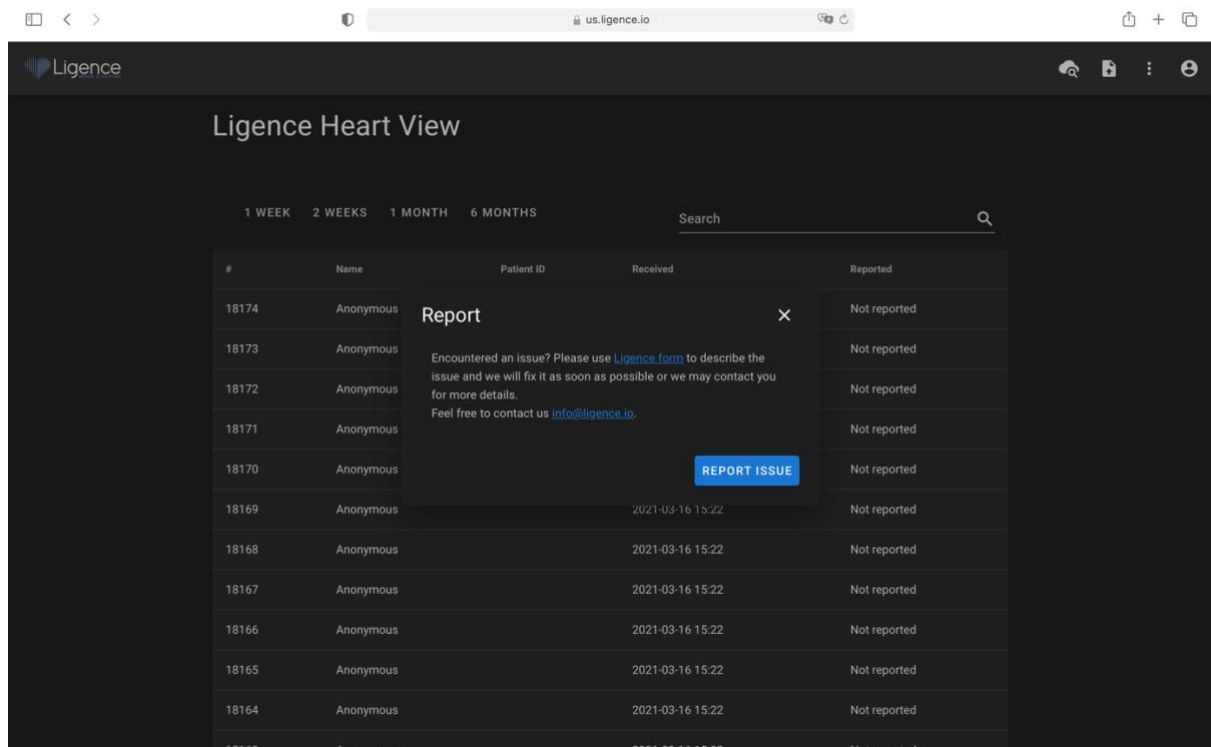 us.ligence.io
Ligence
Ligence Heart View
1 WEEK 2 WEEKS 1 MONTH 6 MONTHS Search
# Name Patient ID Received Reported
18174 Anonymous Not reported
18173 Anonymous Not reported
18172 Anonymous Not reported
18171 Anonymous Not reported
18170 Anonymous Not reported
Report
Encountered an issue? Please use Ligence form to describe the
issue and we will fix it as soon as possible or we may contact you
for more details.
Feel free to contact us info@ligence.io.
REPORT ISSUE
18169 Anonymous 2021-03-16 15:22 Not reported
18168 Anonymous 2021-03-16 15:22 Not reported
18167 Anonymous 2021-03-16 15:22 Not reported
18166 Anonymous 2021-03-16 15:22 Not reported
18165 Anonymous 2021-03-16 15:22 Not reported
18164 Anonymous 2021-03-16 15:22 Not reported